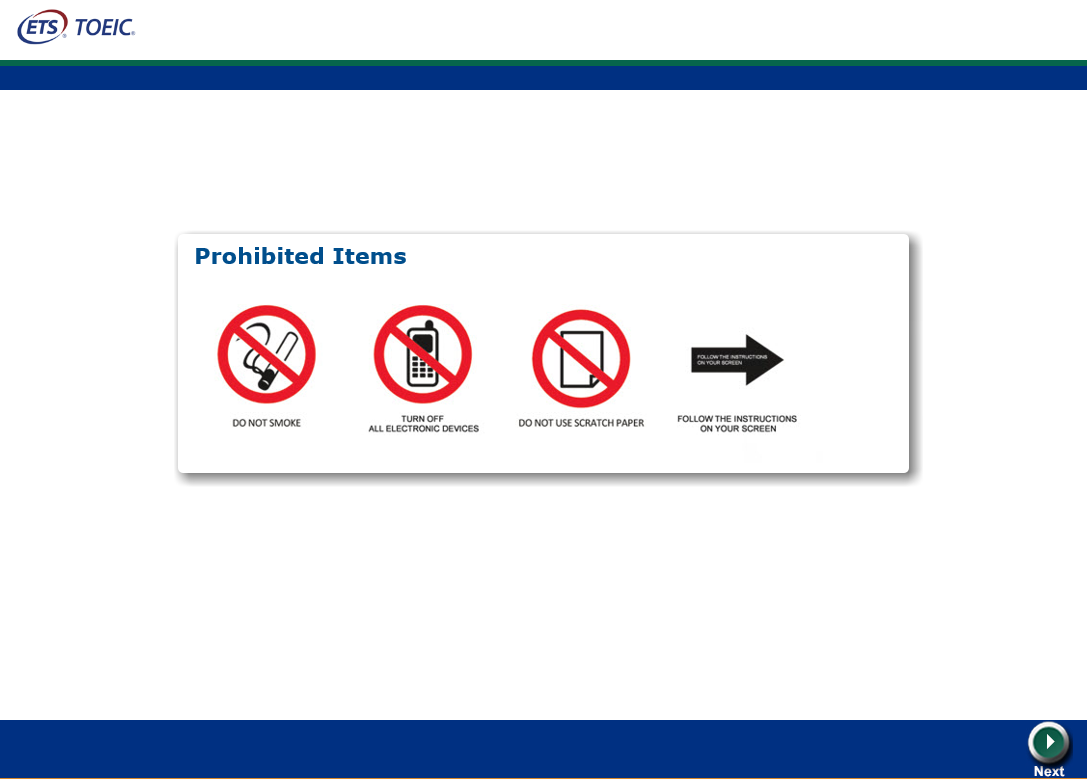 ETS® TOEIC®
Prohibited Items
DO NOT SMOKE
TURN OFF
ALL ELECTRONIC DEVICES
DO NOT USE SCRATCH PAPER
FOLLOW THE INSTRUCTIONS
ON YOUR SCREEN
FOLLOW THE INSTRUCTIONS
ON YOUR SCREEN
Next